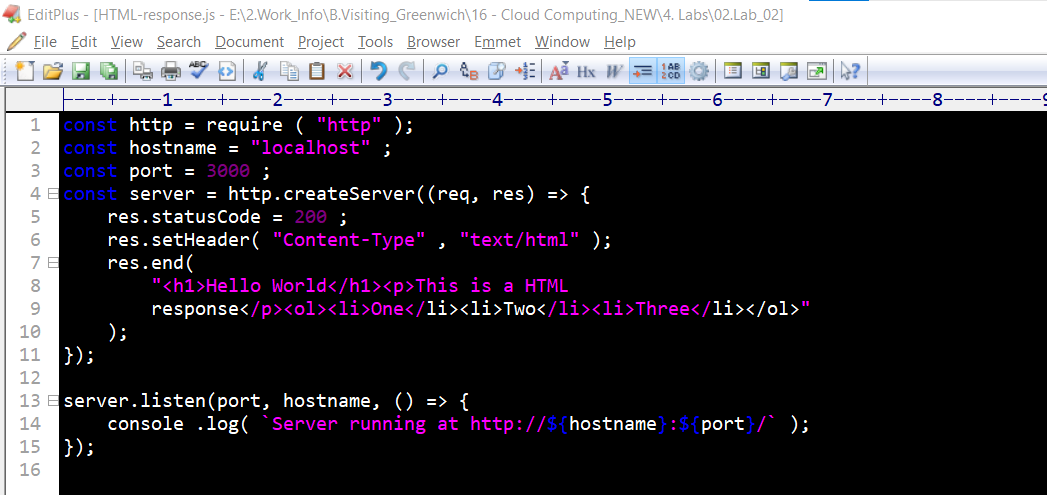 EditPlus - [HTML-response.js - E:\2.Work_Info\B.Visiting_Greenwich\16 - Cloud Computing_NEW\4. Labs\02.Lab_02]
File Edit View Search Document Project Tools Browser Emmet Window Help
----+----1----+----2----+----3----+----4----+----5----+----6----+----7----+----8----+----9
1 const http = require ( "http" );
2 const hostname = "localhost" ;
3 const port = 3000 ;
4 const server = http.createServer((req, res) => {
5     res.statusCode = 200 ;
6     res.setHeader( "Content-Type" , "text/html" );
7     res.end(
8         "<h1>Hello World</h1><p>This is a HTML
9         response</p><ol><li>One</li><li>Two</li><li>Three</li></ol>"
10     );
11 });
12
13 server.listen(port, hostname, () => {
14     console .log( `Server running at http://${hostname}:${port}/` );
15 });
16